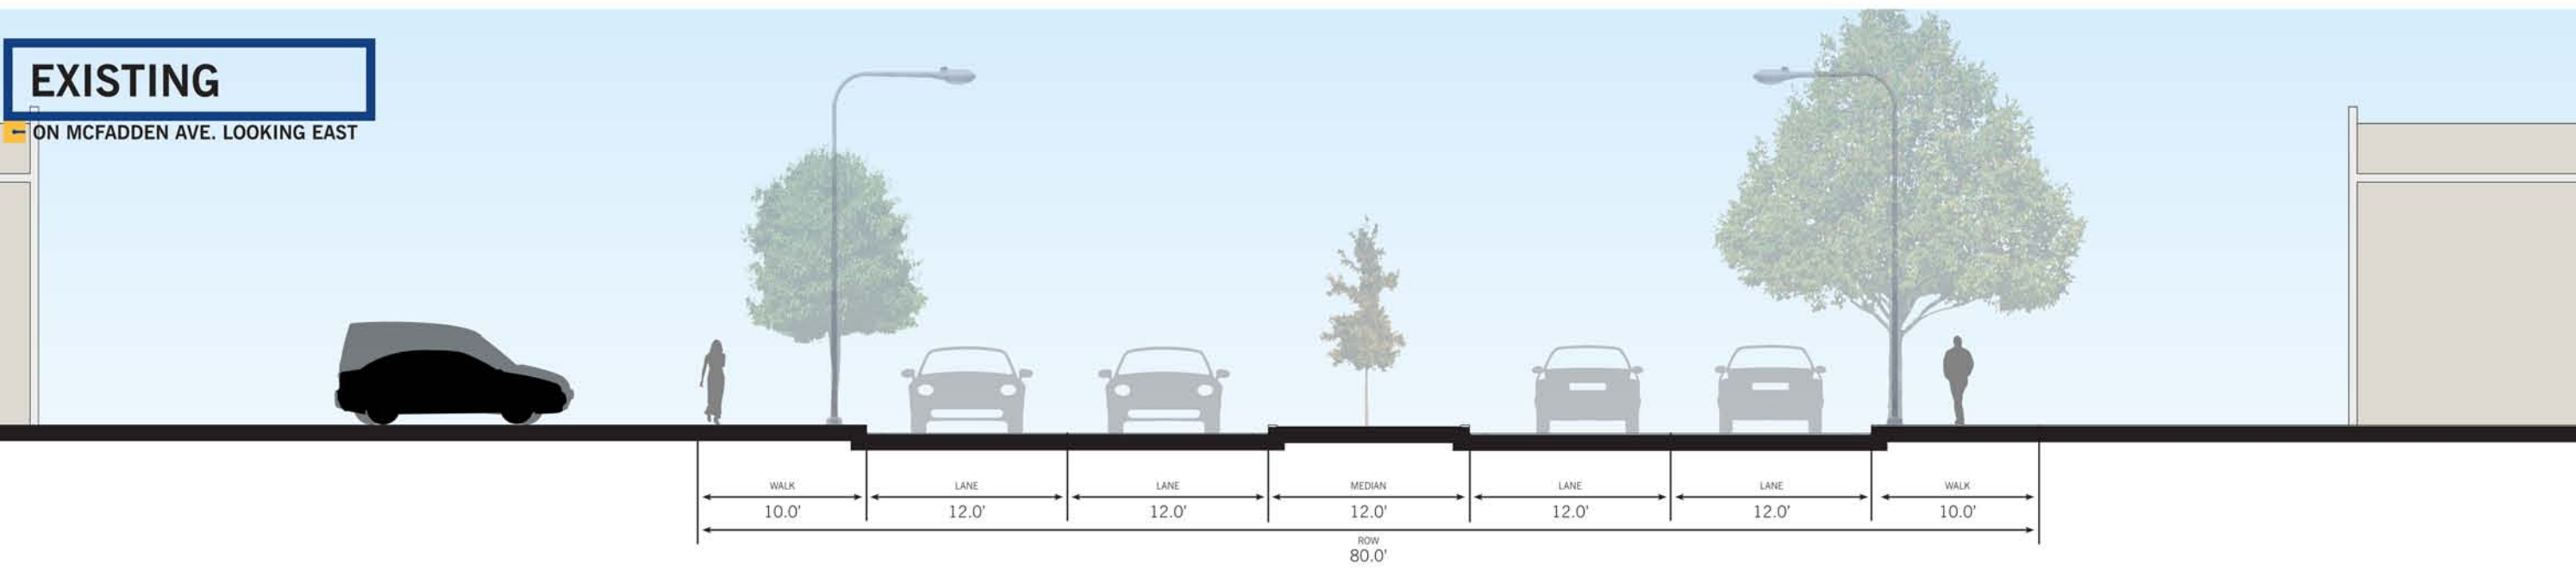 EXISTING
ON MCFADDEN AVE. LOOKING EAST
WALK LANE LANE MEDIAN LANE LANE WALK
10.0' 12.0' 12.0' 12.0' 12.0' 12.0' 10.0'
ROW
80.0'